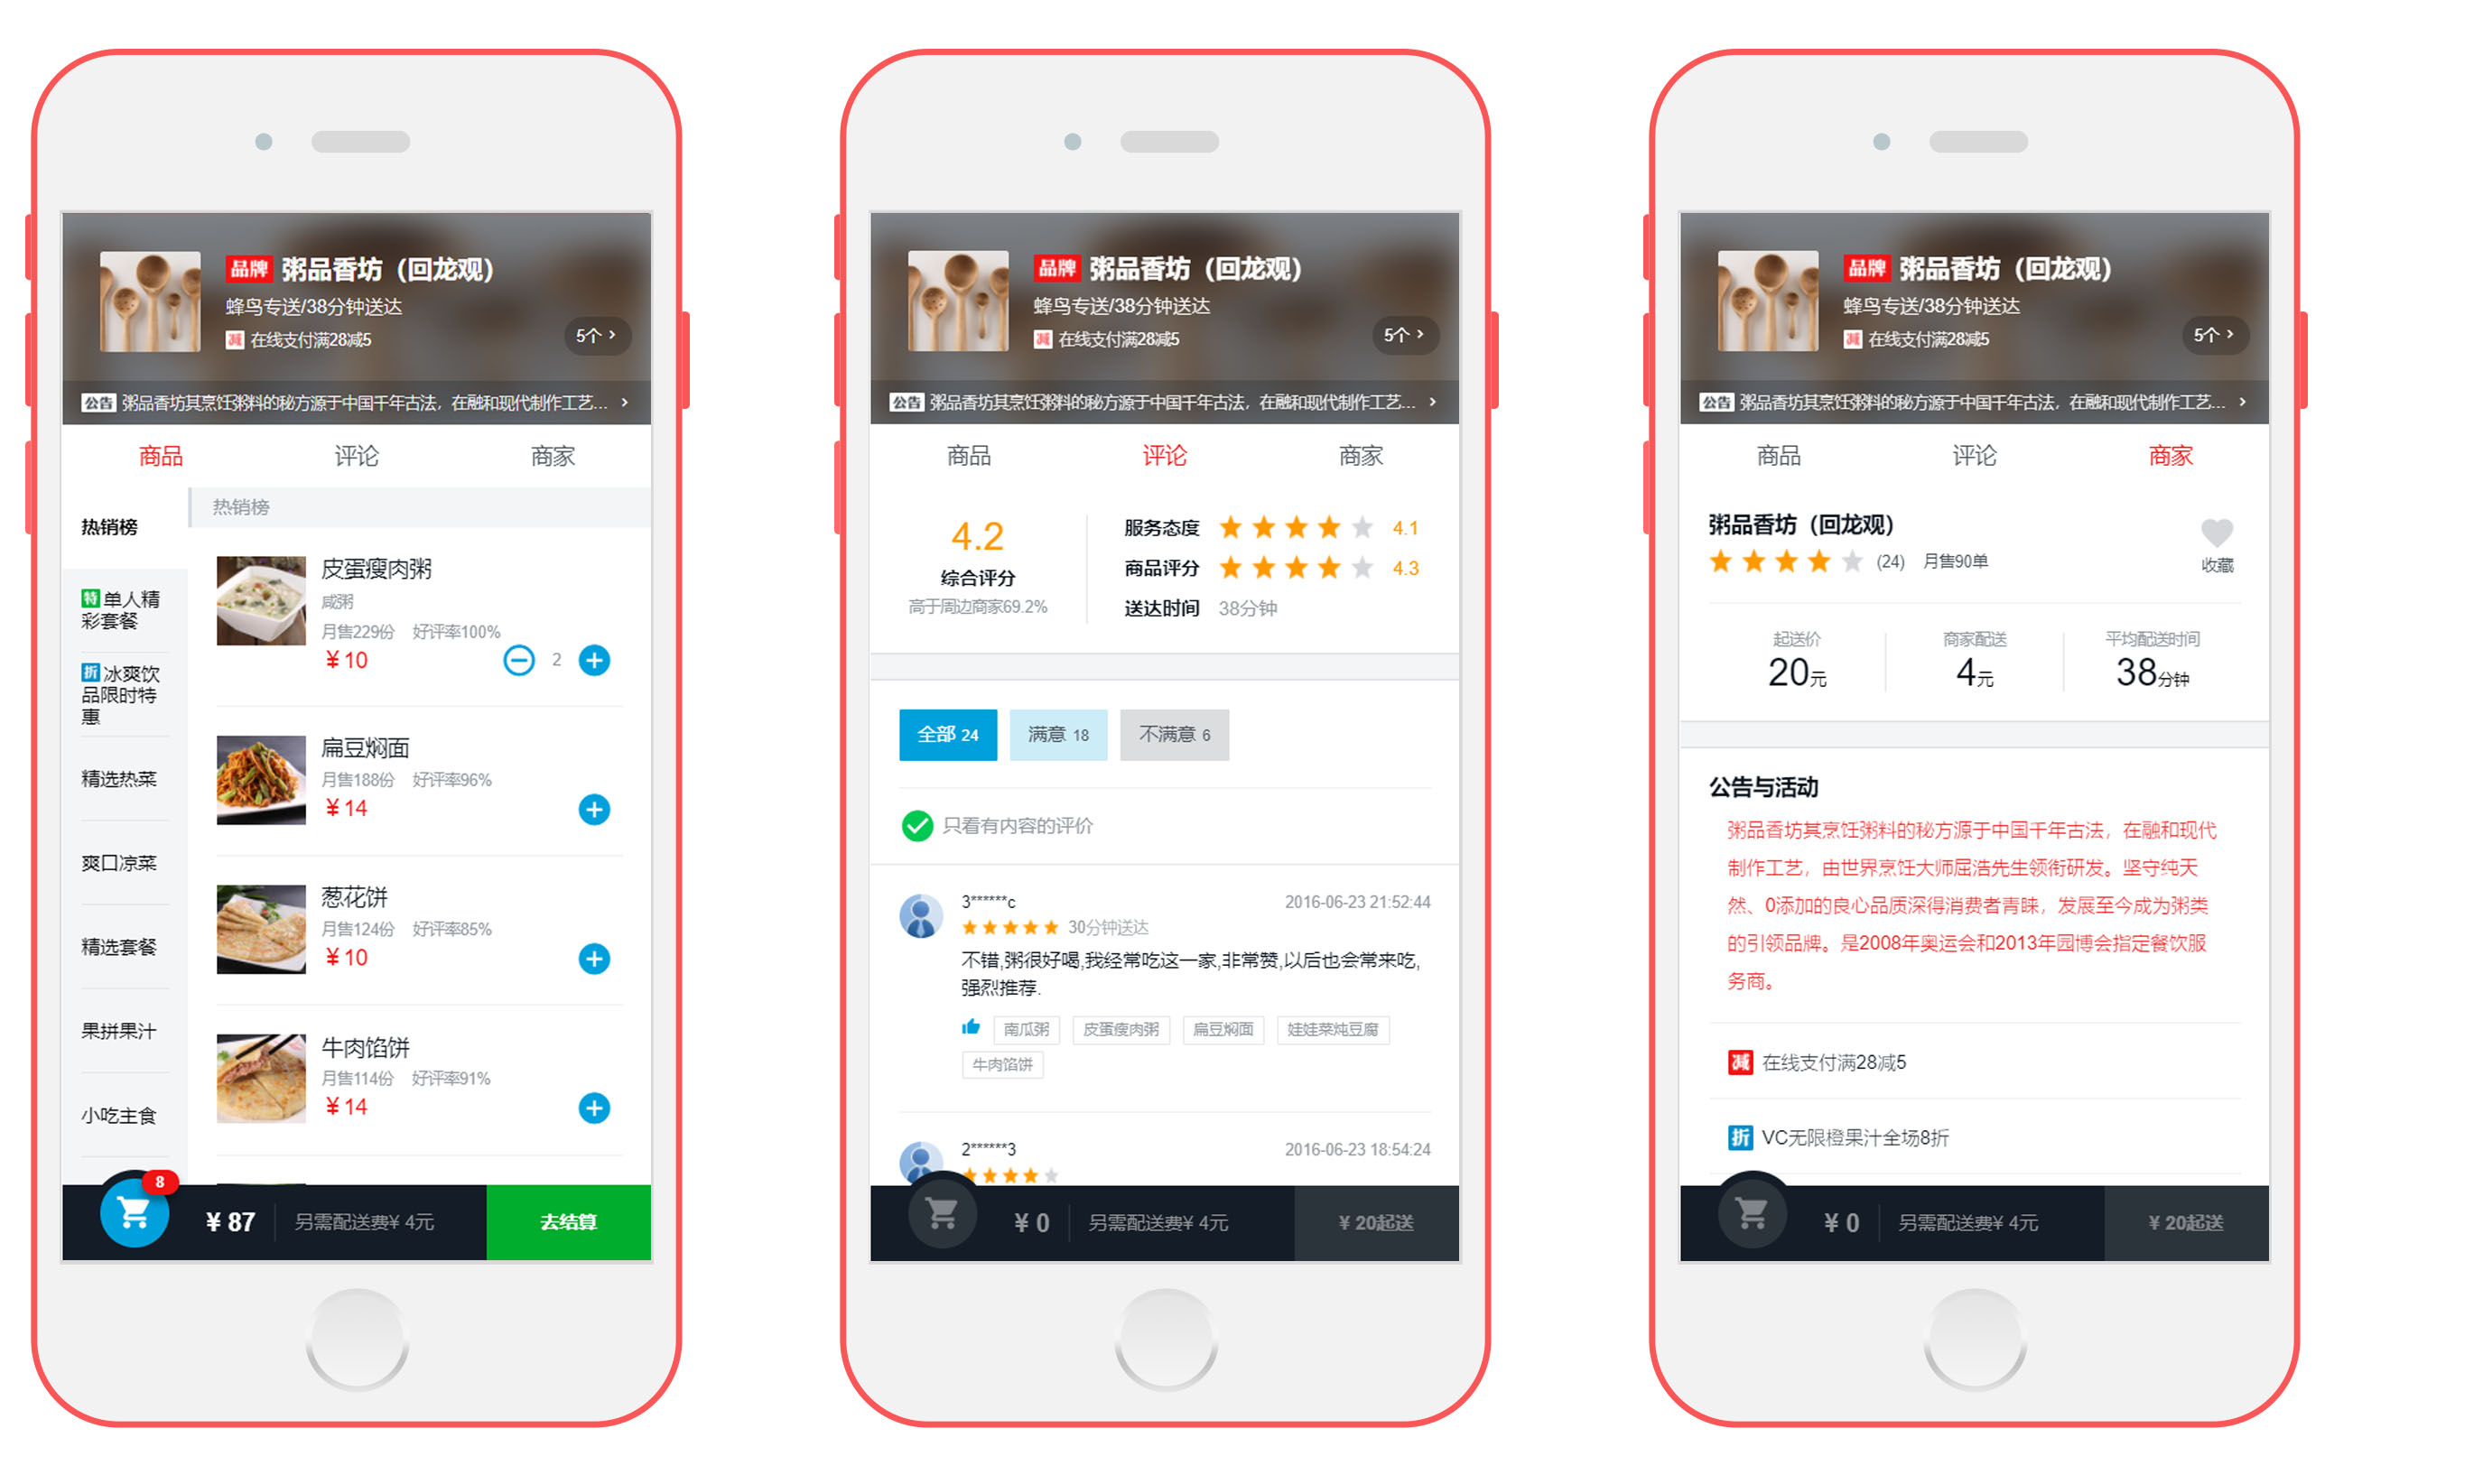 品牌 粥品香坊（回龙观）
蜂鸟专送/38分钟送达
减 在线支付满28减5
5个 >
公告 粥品香坊其烹饪粥料的秘方源于中国千年古法，在融和现代制作工艺... >
商品 评论 商家
热销榜
特 单人精
彩套餐
折 冰爽饮
品限时特
惠
精选热菜
爽口凉菜
精选套餐
果拼果汁
小吃主食
热销榜
皮蛋瘦肉粥
咸粥
月售229份 好评率100%
¥10
2
扁豆焖面
月售188份 好评率96%
¥14
葱花饼
月售124份 好评率85%
¥10
牛肉馅饼
月售114份 好评率91%
¥14
8
¥ 87 另需配送费¥ 4元 去结算
品牌 粥品香坊（回龙观）
蜂鸟专送/38分钟送达
减 在线支付满28减5
5个 >
公告 粥品香坊其烹饪粥料的秘方源于中国千年古法，在融和现代制作工艺... >
商品 评论 商家
4.2
综合评分
高于周边商家69.2%
服务态度 4.1
商品评分 4.3
送达时间 38分钟
全部 24 满意 18 不满意 6
只看有内容的评价
3******c 2016-06-23 21:52:44
30分钟送达
不错,粥很好喝,我经常吃这一家,非常赞,以后也会常来吃,
强烈推荐.
南瓜粥 皮蛋瘦肉粥 扁豆焖面 娃娃菜炖豆腐
牛肉馅饼
2******3 2016-06-23 18:54:24
¥ 0 另需配送费¥ 4元 ¥ 20起送
品牌 粥品香坊（回龙观）
蜂鸟专送/38分钟送达
减 在线支付满28减5
5个 >
公告 粥品香坊其烹饪粥料的秘方源于中国千年古法，在融和现代制作工艺... >
商品 评论 商家
粥品香坊（回龙观）
(24) 月售90单
收藏
起送价 商家配送 平均配送时间
20元 4元 38分钟
公告与活动
粥品香坊其烹饪粥料的秘方源于中国千年古法，在融和现代
制作工艺，由世界烹饪大师屈浩先生领衔研发。坚守纯天
然、0添加的良心品质深得消费者青睐，发展至今成为粥类
的引领品牌。是2008年奥运会和2013年园博会指定餐饮服
务商。
减 在线支付满28减5
折 VC无限橙果汁全场8折
¥ 0 另需配送费¥ 4元 ¥ 20起送